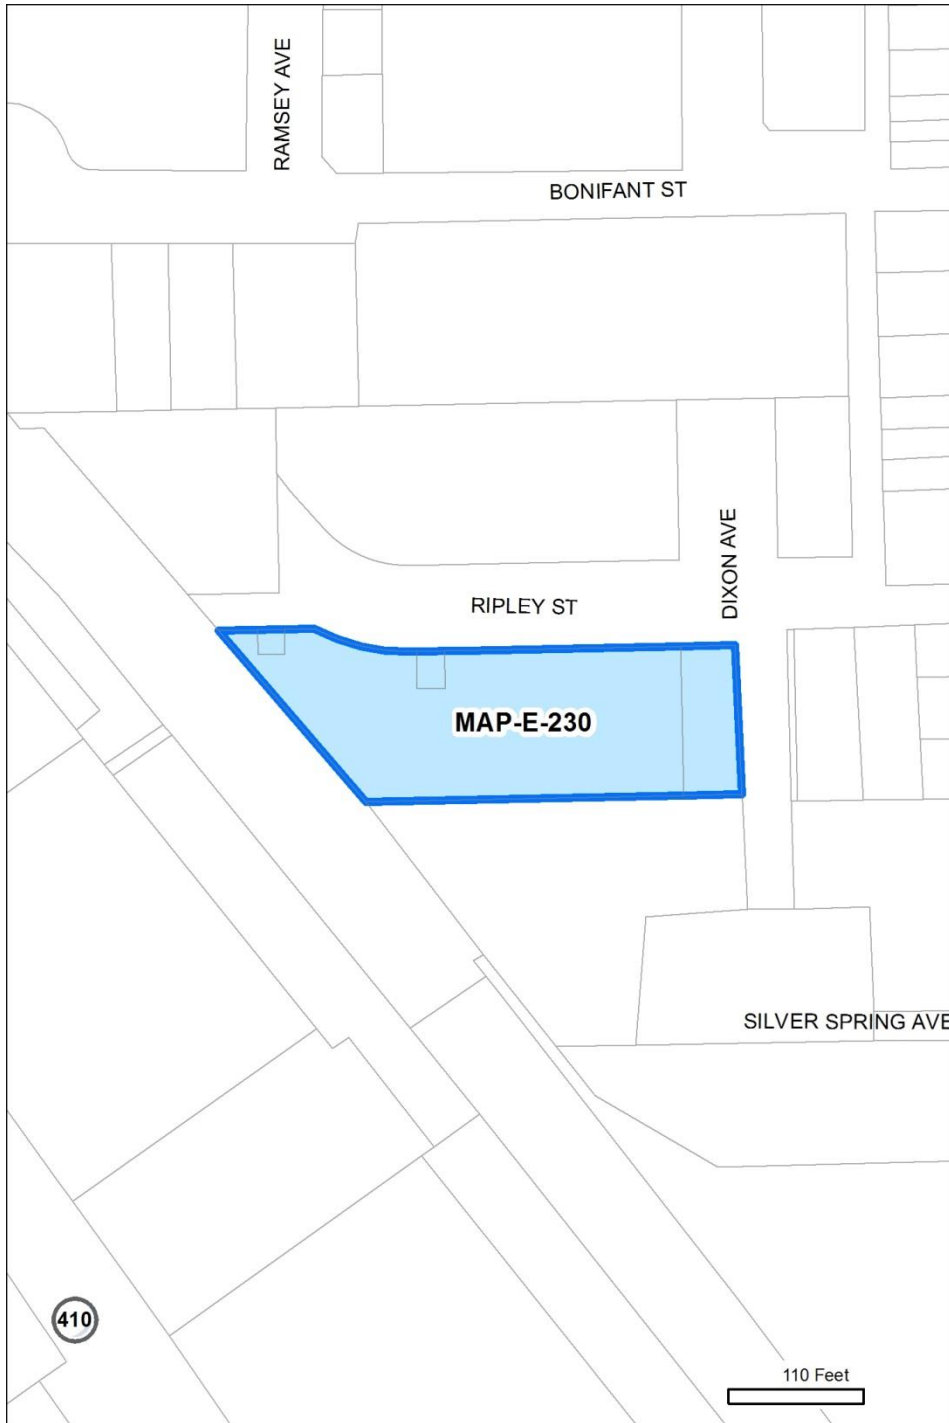 RAMSEY AVE
BONIFANT ST
DIXON AVE
RIPLEY ST
MAP-E-230
SILVER SPRING AVE
410
110 Feet